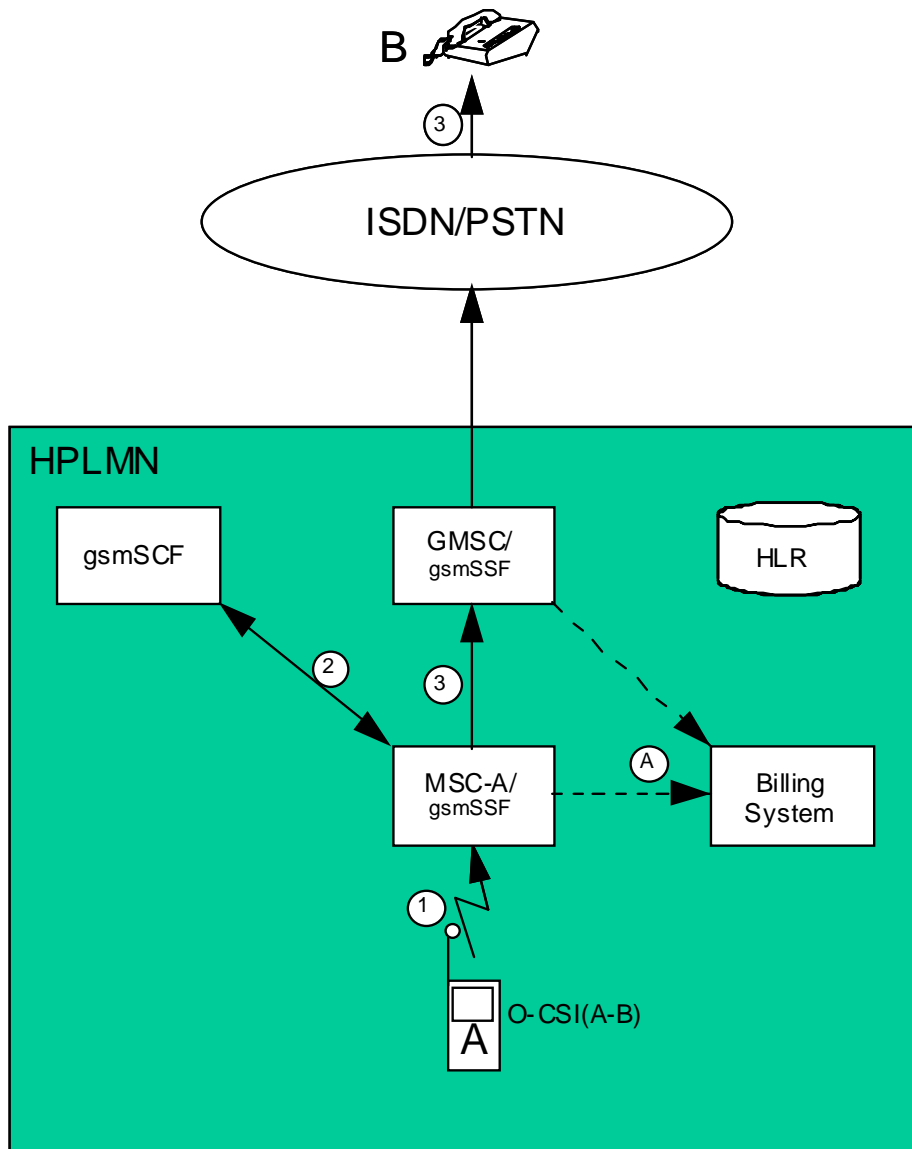 B
3
ISDN/PSTN
HPLMN
gsmSCF
GMSC/
gsmSSF
HLR
2
3
MSC-A/
gsmSSF
A
Billing
System
1
O-CSI(A-B)
A